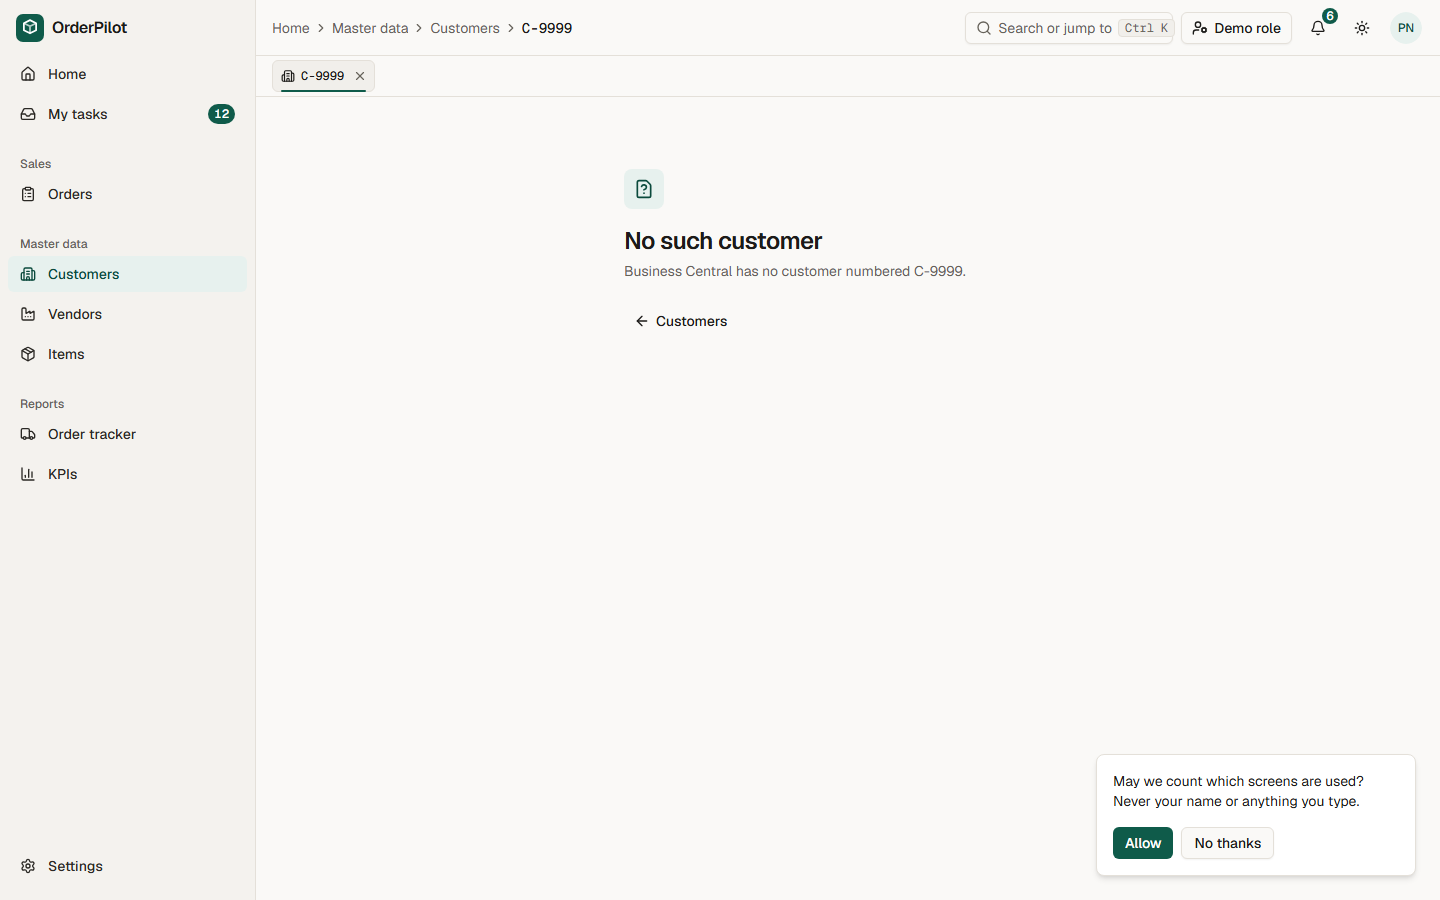 OrderPilot
Home
My tasks
12
Sales
Orders
Master data
Customers
Vendors
Items
Reports
Order tracker
KPIs
Settings
Home > Master data > Customers > C-9999
Search or jump to
Ctrl K
Demo role
6
PN
C-9999
No such customer
Business Central has no customer numbered C-9999.
Customers
May we count which screens are used?
Never your name or anything you type.
Allow
No thanks